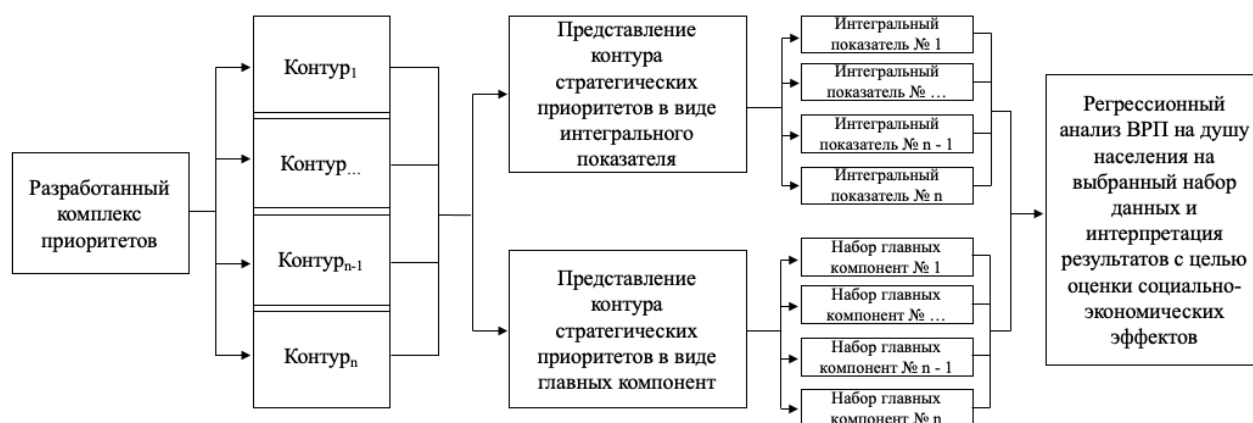 Разработанный
комплекс
приоритетов
Контур1
Контур...
Контурn-1
Контурn
Представление
контура
стратегических
приоритетов в виде
интегрального
показателя
Представление
контура
стратегических
приоритетов в виде
главных компонент
Интегральный
показатель № 1
Интегральный
показатель № ...
Интегральный
показатель № n - 1
Интегральный
показатель № n
Набор главных
компонент № 1
Набор главных
компонент № ...
Набор главных
компонент № n - 1
Набор главных
компонент № n
Регрессионный
анализ ВРП на душу
населения на
выбранный набор
данных и
интерпретация
результатов с целью
оценки социально-
экономических
эффектов